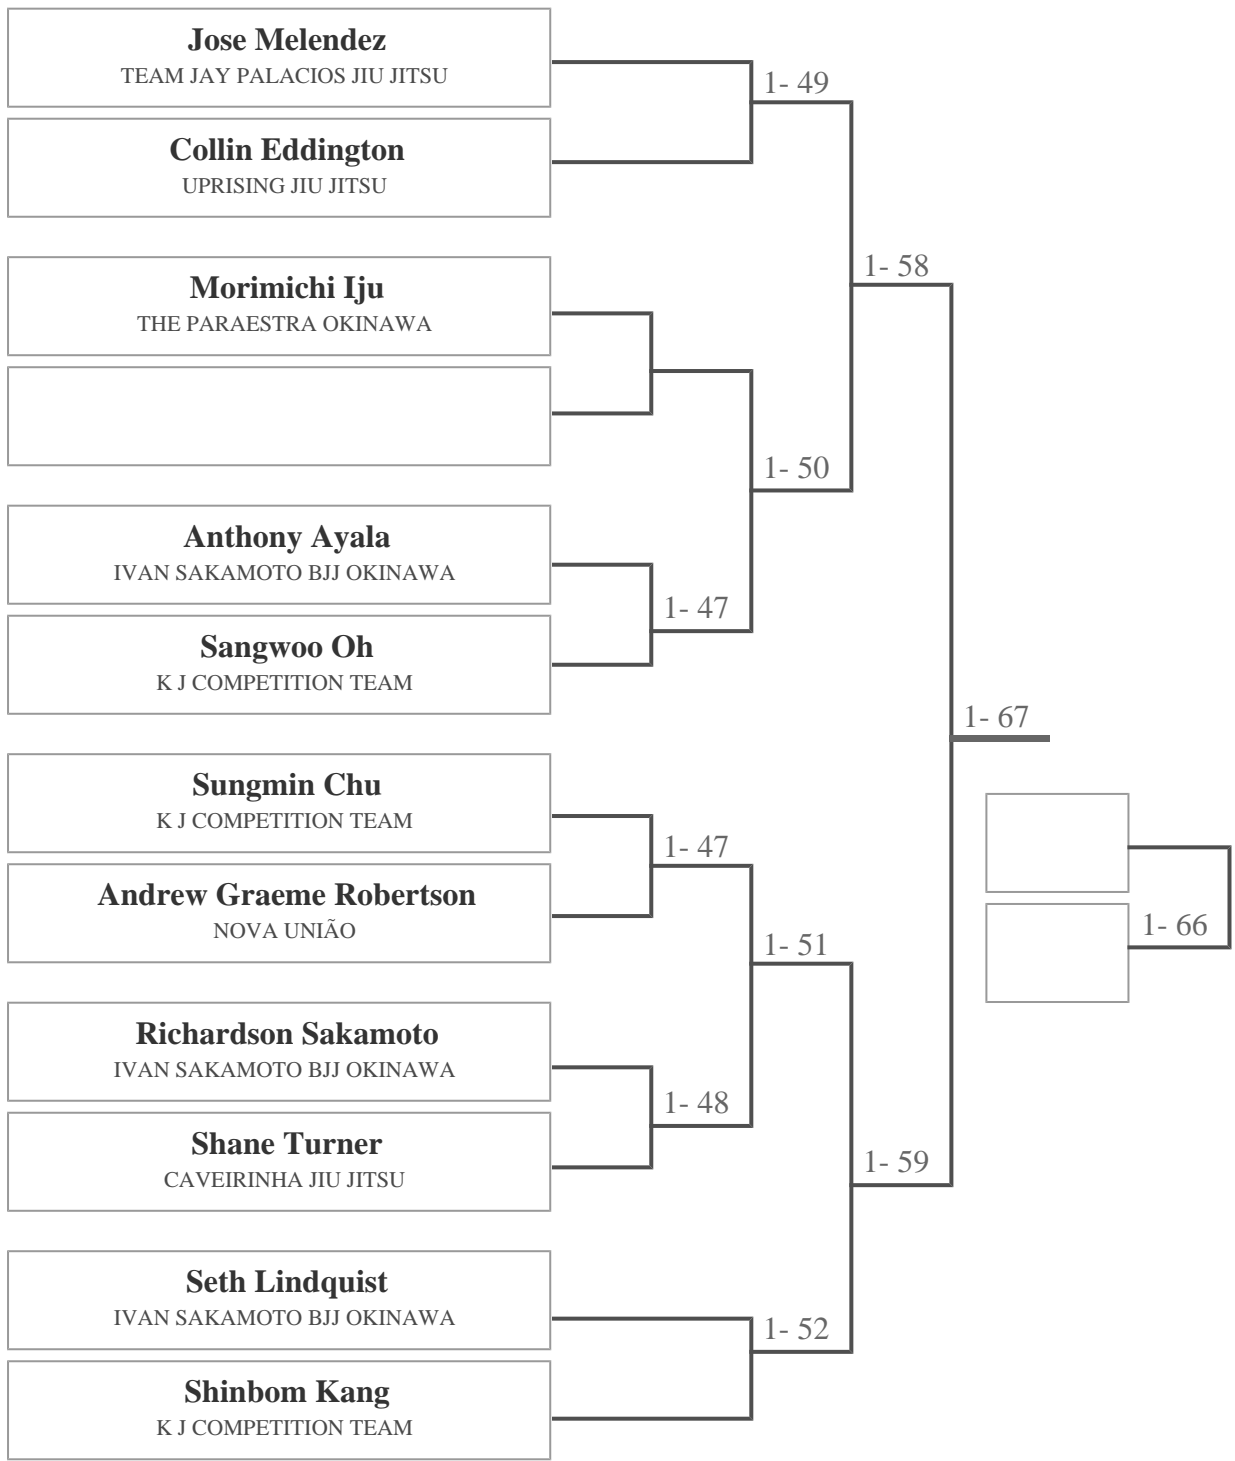 Jose Melendez
TEAM JAY PALACIOS JIU JITSU
1- 49
Collin Eddington
UPRISING JIU JITSU
1- 58
Morimichi Iju
THE PARAESTRA OKINAWA
1- 50
Anthony Ayala
IVAN SAKAMOTO BJJ OKINAWA
1- 47
Sangwoo Oh
K J COMPETITION TEAM
1- 67
Sungmin Chu
K J COMPETITION TEAM
1- 47
Andrew Graeme Robertson
NOVA UNIÃO
1- 66
1- 51
Richardson Sakamoto
IVAN SAKAMOTO BJJ OKINAWA
1- 48
Shane Turner
CAVEIRINHA JIU JITSU
1- 59
Seth Lindquist
IVAN SAKAMOTO BJJ OKINAWA
1- 52
Shinbom Kang
K J COMPETITION TEAM